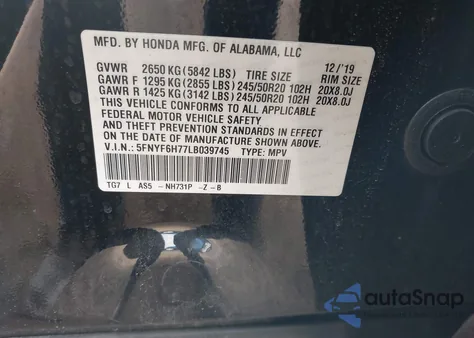 MFD. BY HONDA MFG. OF ALABAMA, LLC
GVWR 2650 KG (5842 LBS) TIRE SIZE 12/'19 RIM SIZE
GAWR F 1295 KG (2855 LBS) 245/50R20 102H 20X8.0J
GAWR R 1425 KG (3142 LBS) 245/50R20 102H 20X8.0J
THIS VEHICLE CONFORMS TO ALL APPLICABLE
FEDERAL MOTOR VEHICLE SAFETY
AND THEFT PREVENTION STANDARDS IN EFFECT
ON THE DATE OF MANUFACTURE SHOWN ABOVE.
V.I.N.: 5FNYF6H77LB039745 TYPE: MPV
TG7 L AS5 -NH731P -Z -B
autoSnap